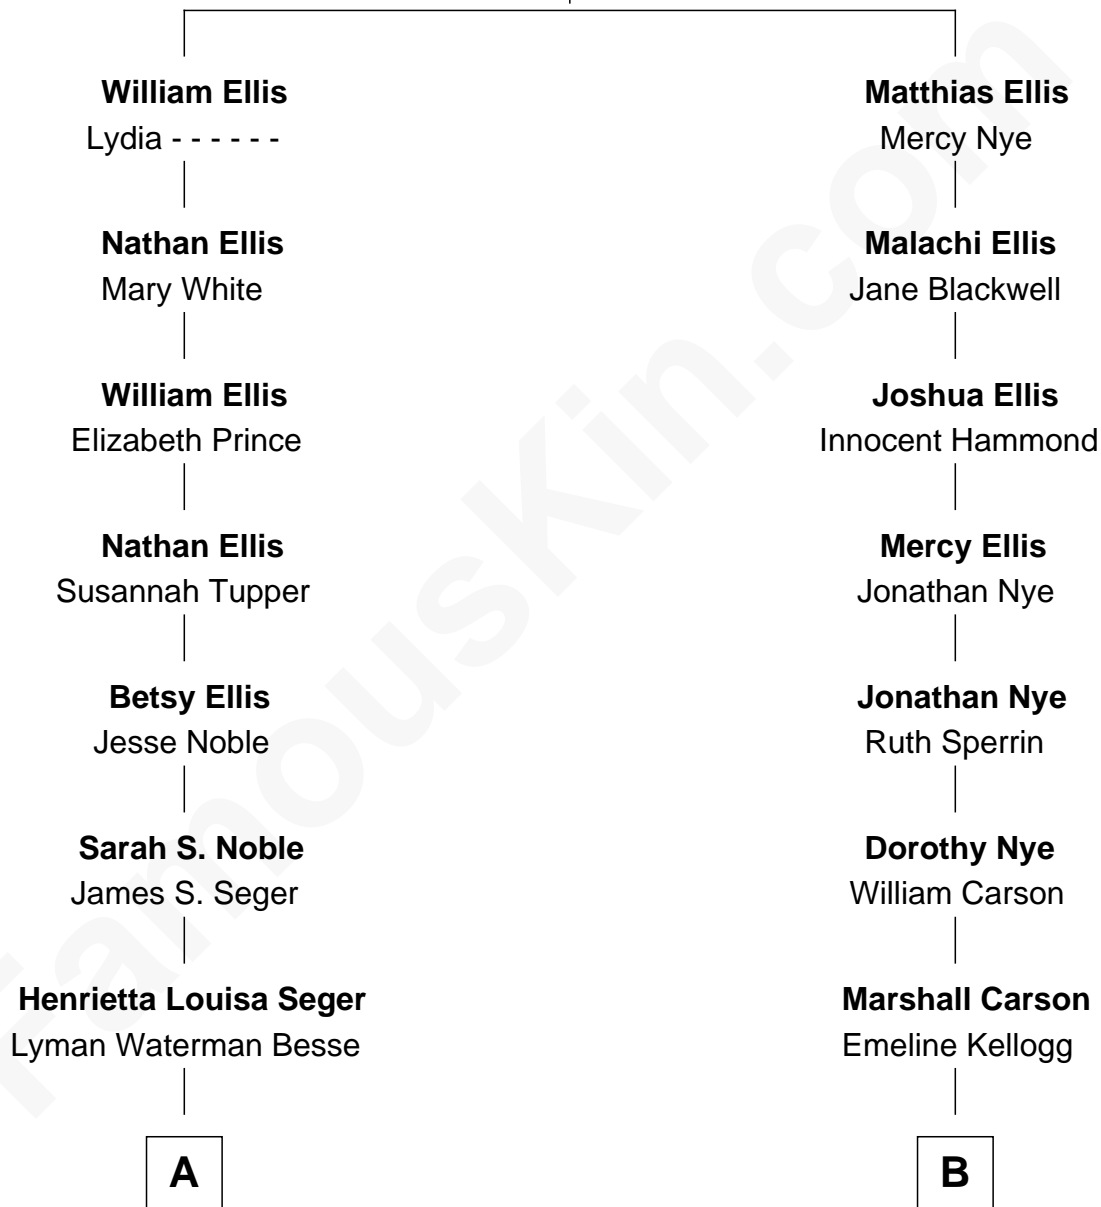 William Ellis
Lydia - - - - - -
Nathan Ellis
Mary White
William Ellis
Elizabeth Prince
Nathan Ellis
Susannah Tupper
Betsy Ellis
Jesse Noble
Sarah S. Noble
James S. Seger
Henrietta Louisa Seger
Lyman Waterman Besse
A
Matthias Ellis
Mercy Nye
Malachi Ellis
Jane Blackwell
Joshua Ellis
Innocent Hammond
Mercy Ellis
Jonathan Nye
Jonathan Nye
Ruth Sperrin
Dorothy Nye
William Carson
Marshall Carson
Emeline Kellogg
B
FamousKin.com